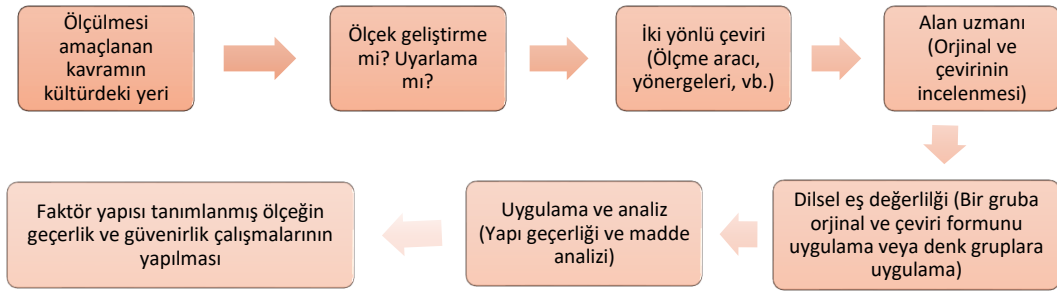 Ölçülmesi
amaçlanan
kavramın
kültürdeki yeri
Ölçek geliştirme
mi? Uyarlama
mı?
İki yönlü çeviri
(Ölçme aracı,
yönergeleri, vb.)
Alan uzmanı
(Orjinal ve
çevirinin
incelenmesi)
Dilsel eş değerlilği (Bir gruba
orjinal ve çeviri formunu
uygulama veya denk gruplara
uygulama)
Uygulama ve analiz
(Yapı geçerliği ve madde
analizi)
Faktör yapısı tanımlanmış ölçeğin
geçerlik ve güvenirlik çalışmalarının
yapılması